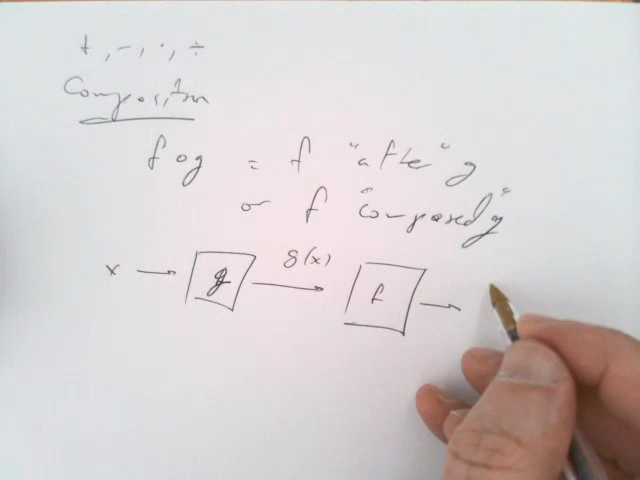 +, -, ·, ÷
Composition
f o g = f "after" g
or f "composed" g
x → g g(x) → f →